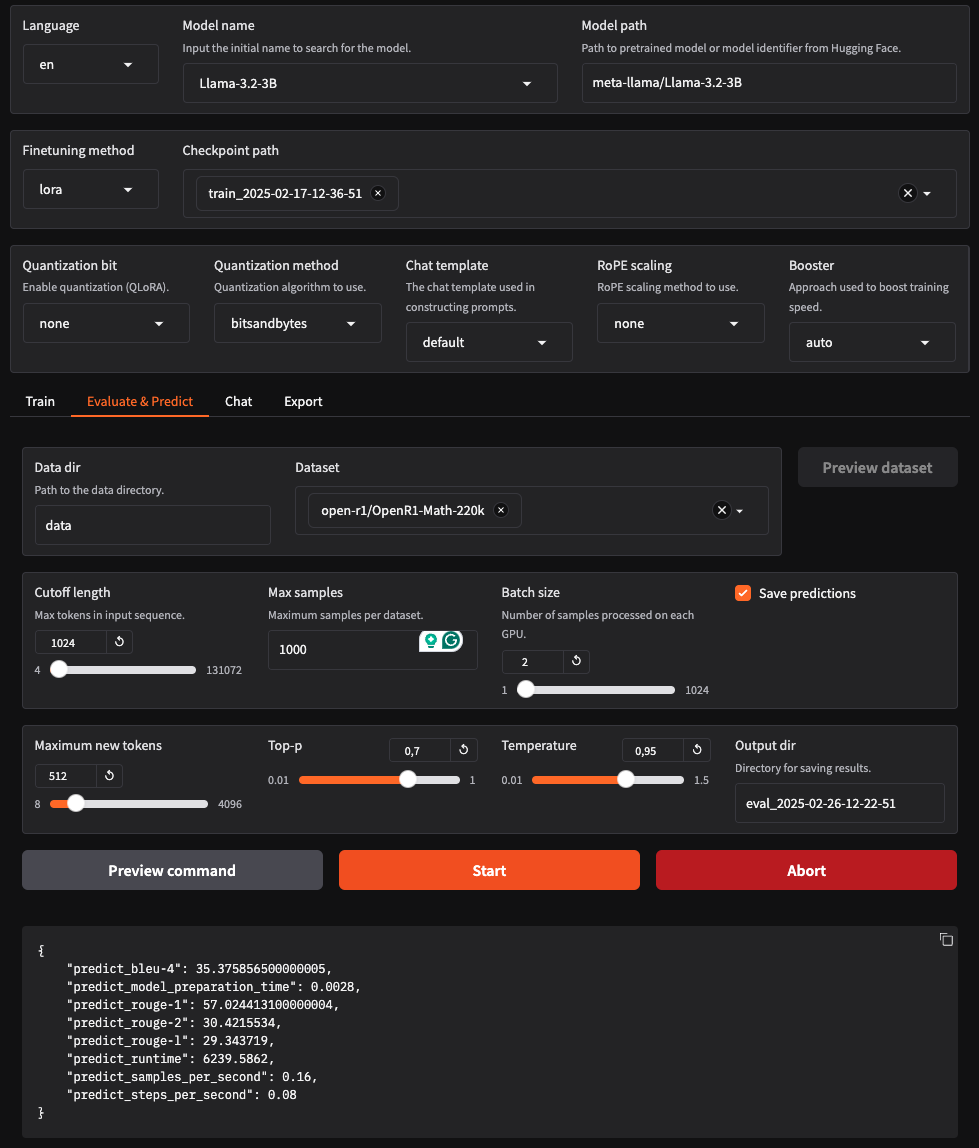 Language
en
Model name
Input the initial name to search for the model.
Llama-3.2-3B
Model path
Path to pretrained model or model identifier from Hugging Face.
meta-llama/Llama-3.2-3B
Finetuning method
lora
Checkpoint path
train_2025-02-17-12-36-51
Quantization bit
Enable quantization (QLoRA).
none
Quantization method
Quantization algorithm to use.
bitsandbytes
Chat template
The chat template used in
constructing prompts.
default
RoPE scaling
RoPE scaling method to use.
none
Booster
Approach used to boost training
speed.
auto
Train
Evaluate & Predict
Chat
Export
Data dir
Path to the data directory.
data
Dataset
open-r1/OpenR1-Math-220k
Preview dataset
Cutoff length
Max tokens in input sequence.
1024
4
131072
Max samples
Maximum samples per dataset.
1000
Batch size
Number of samples processed on each
GPU.
2
1
1024
Save predictions
Maximum new tokens
512
8
4096
Top-p
0,7
0.01
1
Temperature
0,95
0.01
1.5
Output dir
Directory for saving results.
eval_2025-02-26-12-22-51
Preview command
Start
Abort
{
"predict_bleu-4": 35.375856500000005,
"predict_model_preparation_time": 0.0028,
"predict_rouge-1": 57.024413100000004,
"predict_rouge-2": 30.4215534,
"predict_rouge-l": 29.343719,
"predict_runtime": 6239.5862,
"predict_samples_per_second": 0.16,
"predict_steps_per_second": 0.08
}